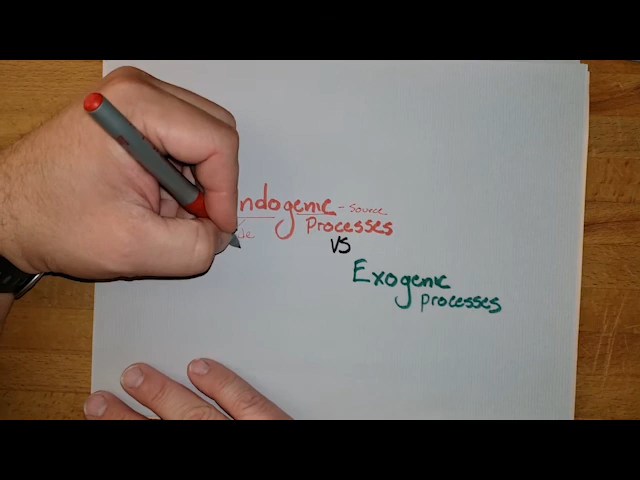 ndogenic - source
Processes
VS
Exogenic
processes